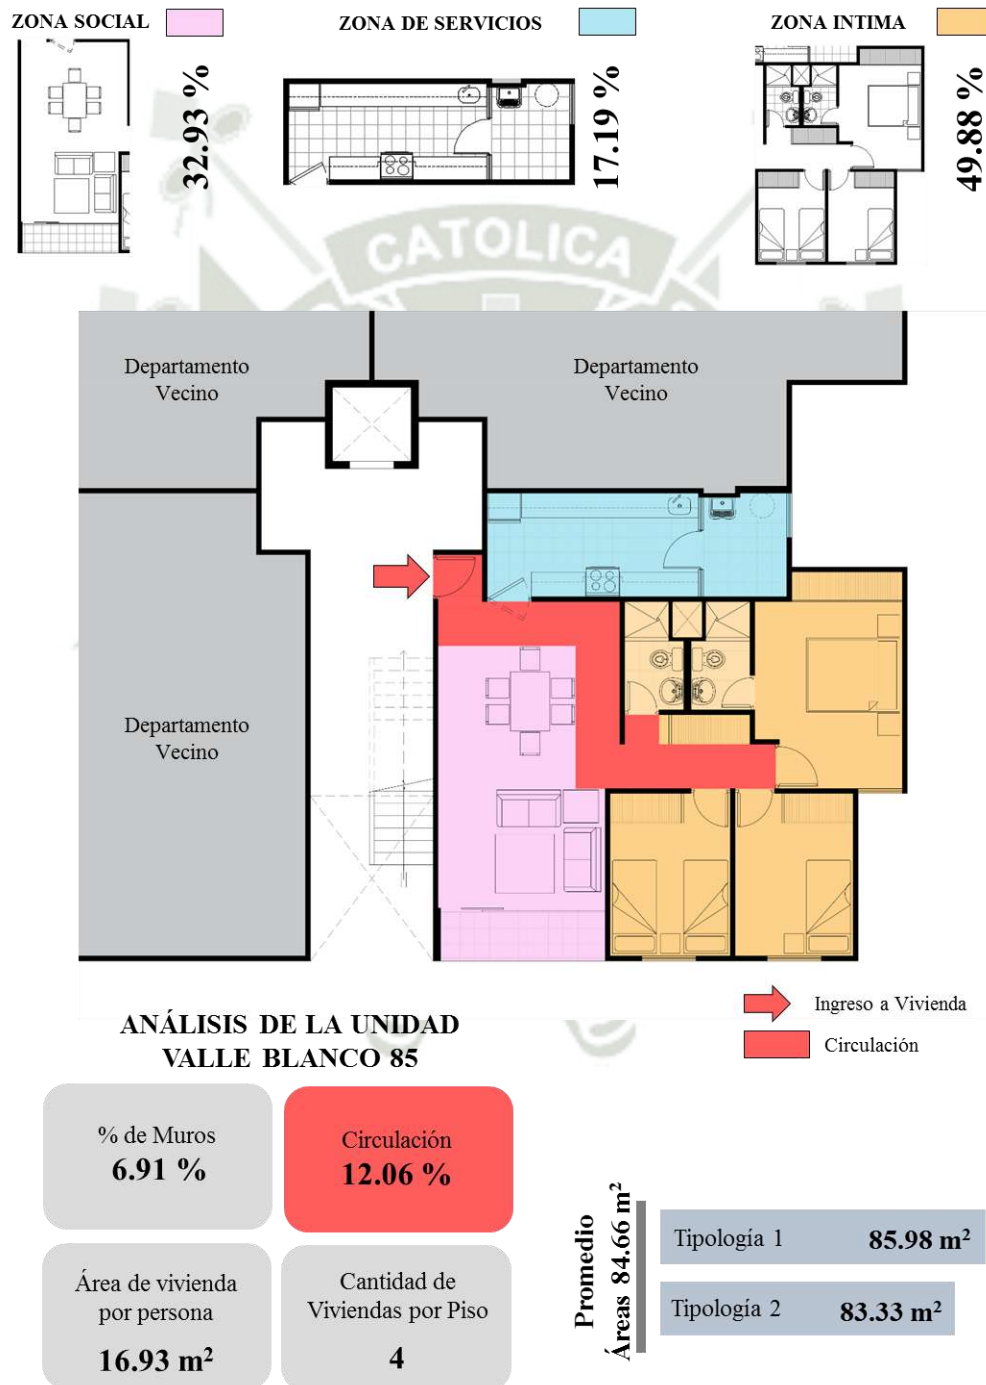 ZONA SOCIAL
32.93 %
ZONA DE SERVICIOS
17.19 %
ZONA INTIMA
49.88 %
CATOLICA
Departamento
Vecino
Departamento
Vecino
Departamento
Vecino
Ingreso a Vivienda
Circulación
ANÁLISIS DE LA UNIDAD
VALLE BLANCO 85
% de Muros
6.91 %
Circulación
12.06 %
Área de vivienda
por persona
16.93 m²
Cantidad de
Viviendas por Piso
4
Promedio
Áreas 84.66 m²
Tipología 1 85.98 m²
Tipología 2 83.33 m²